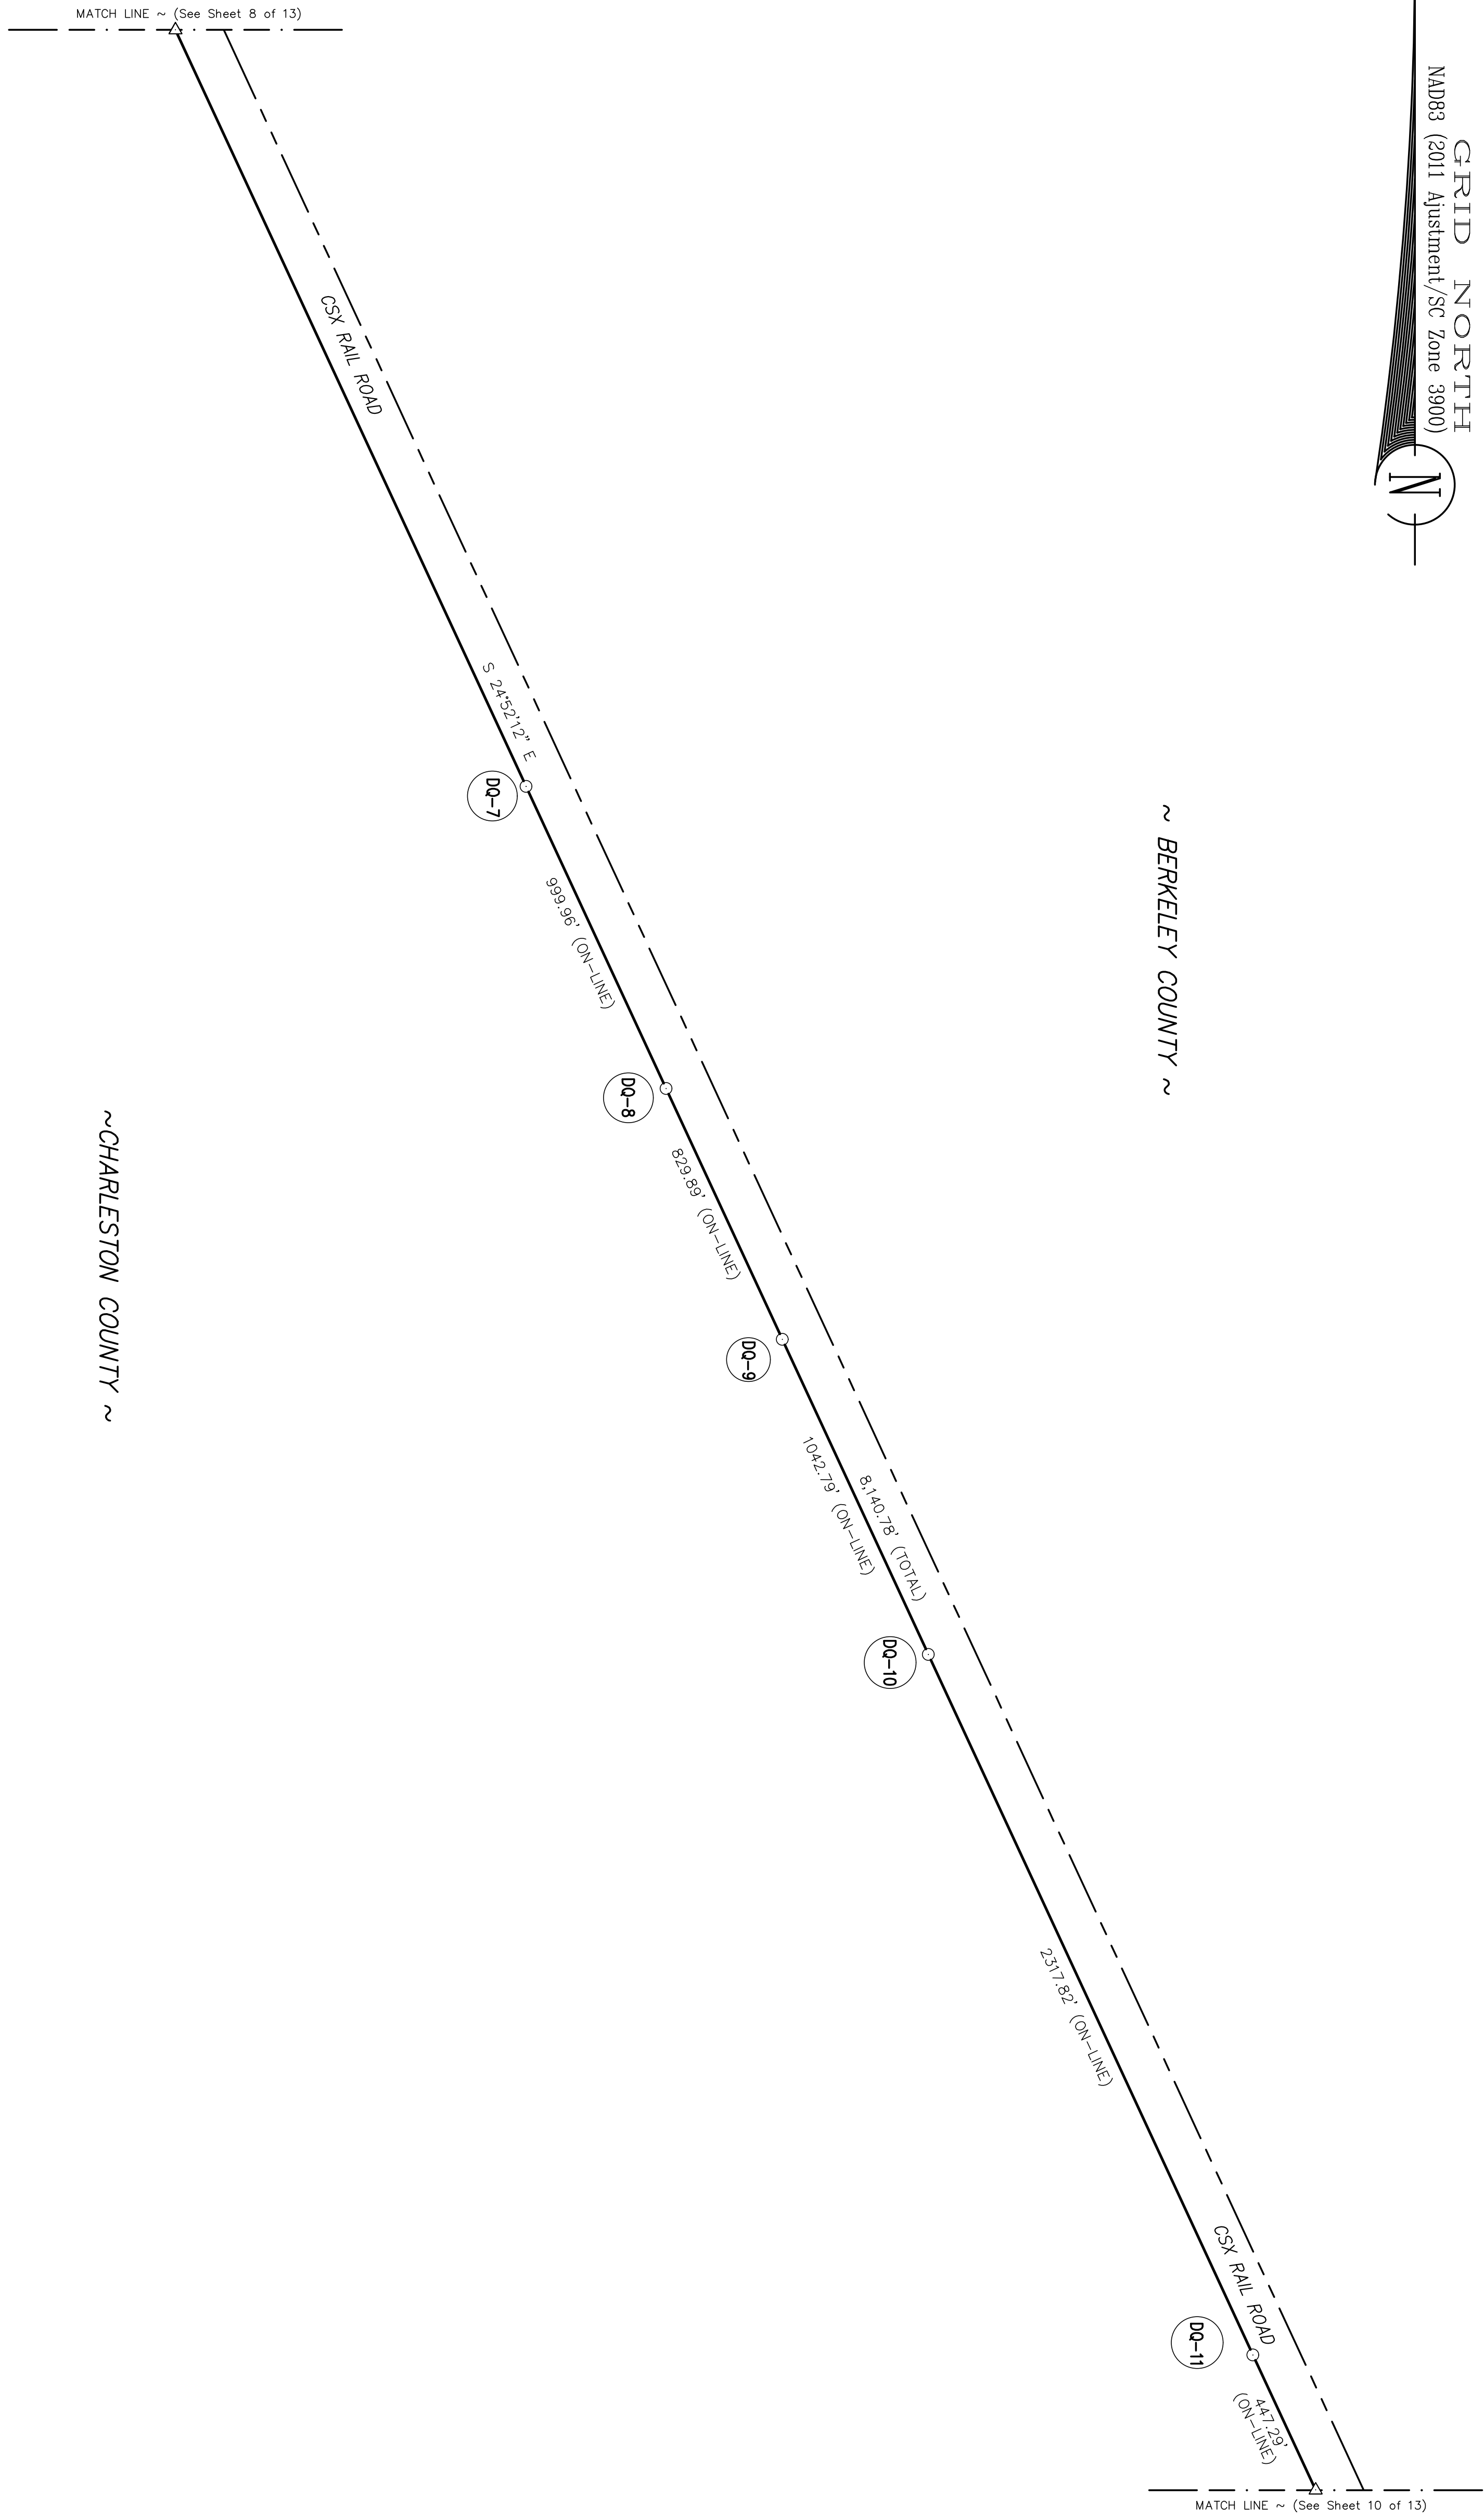 MATCH LINE ~ (See Sheet 8 of 13)
GRID NORTH
NAD83 (2011 Ajustment/SC Zone 3900)
N
CSX RAIL ROAD
S 24°52'12" E
DQ-7
~ BERKELEY COUNTY ~
999.96' (ON-LINE)
DQ-8
~CHARLESTON COUNTY ~
829.89' (ON-LINE)
DQ-9
1042.79' (ON-LINE)
8,140.78' (TOTAL)
DQ-10
2317.82' (ON-LINE)
CSX RAIL ROAD
DQ-11
447.29'
(ON-LINE)
MATCH LINE ~ (See Sheet 10 of 13)